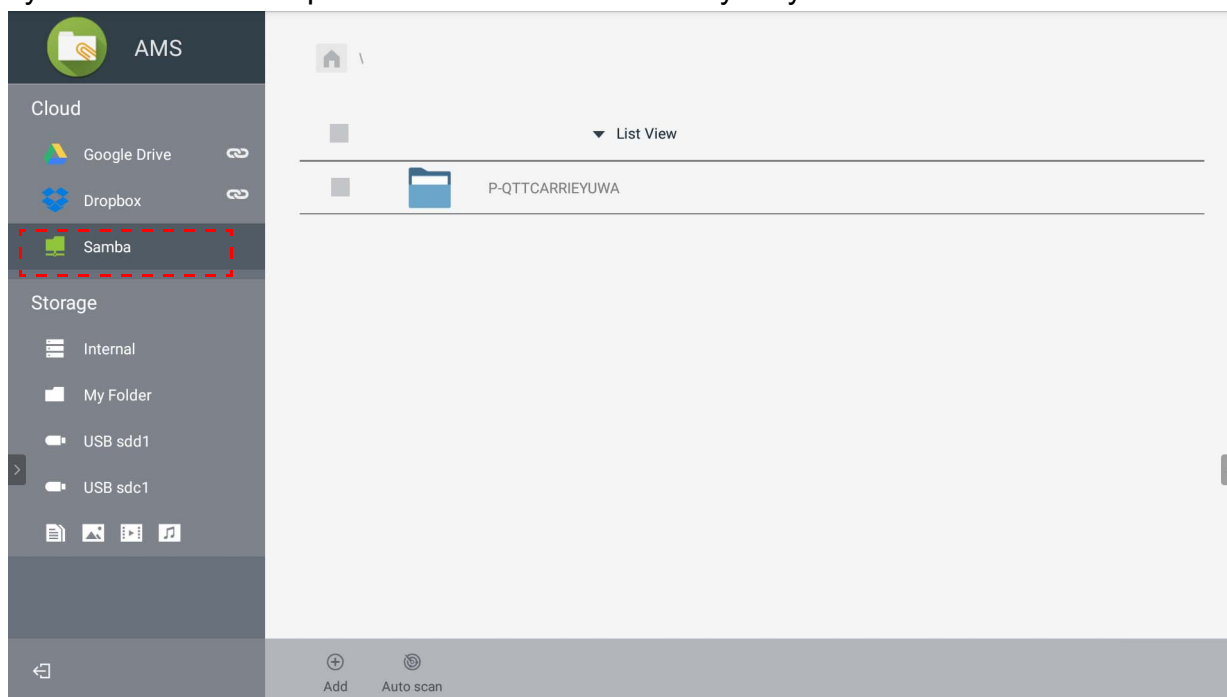 AMS
Cloud
Google Drive
Dropbox
Samba
Storage
Internal
My Folder
USB sdd1
USB sdc1
\
List View
P-QTTCARRIEYUWA
Add
Auto scan